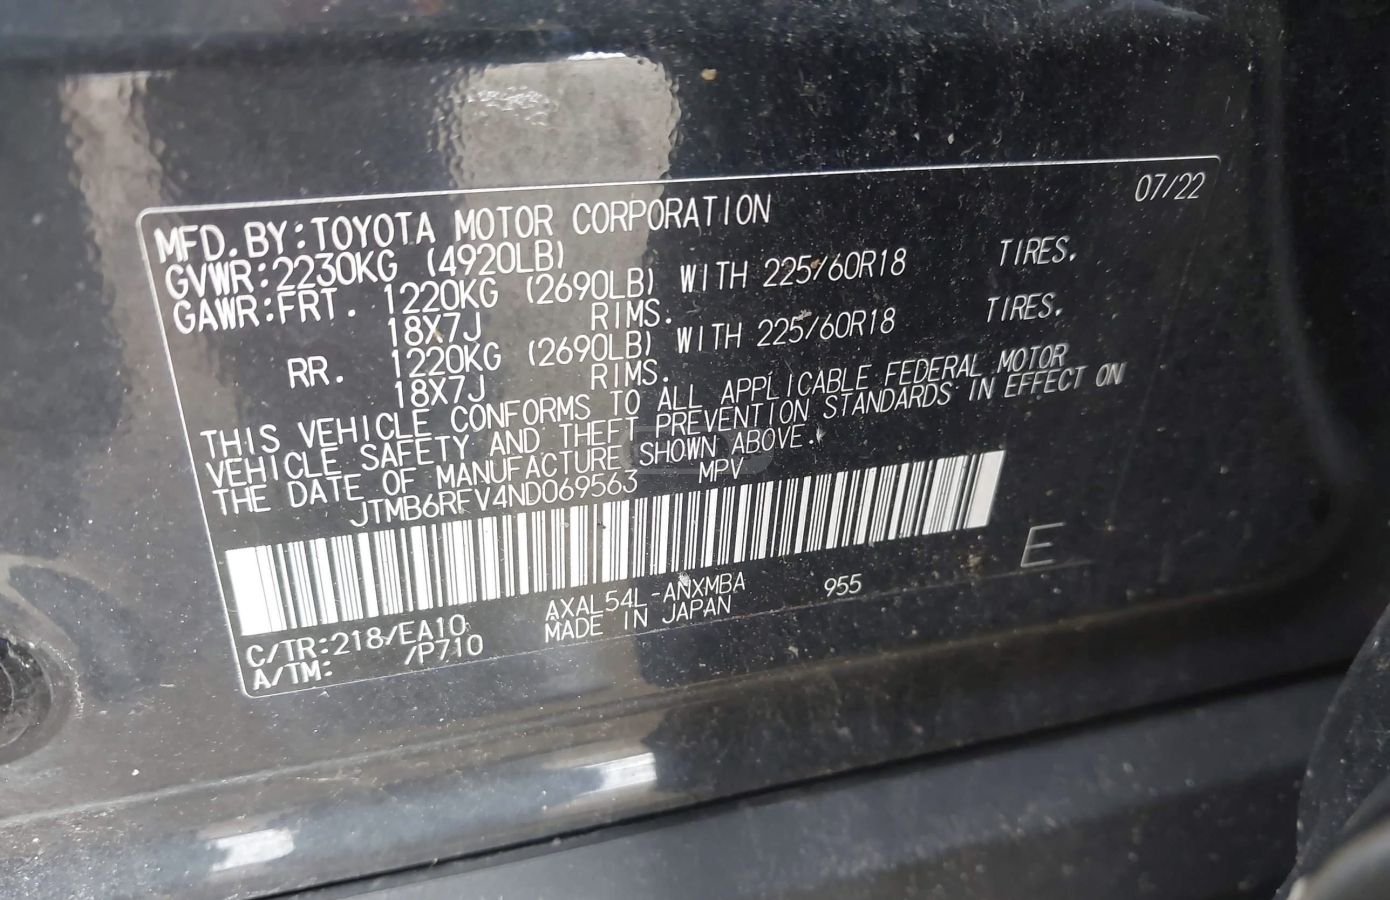 07/22
MFD.BY:TOYOTA MOTOR CORPORATION
GVWR:2230KG (4920LB)
GAWR:FRT. 1220KG (2690LB) WITH 225/60R18 TIRES.
18X7J RIMS.
RR. 1220KG (2690LB) WITH 225/60R18 TIRES.
18X7J RIMS.
THIS VEHICLE CONFORMS TO ALL APPLICABLE FEDERAL MOTOR
VEHICLE SAFETY AND THEFT PREVENTION STANDARDS IN EFFECT ON
THE DATE OF MANUFACTURE SHOWN ABOVE.
JTMB6RFV4ND069563 MPV
E
C/TR:218/EA10 AXAL54L-ANXMBA 955
A/TM: /P710 MADE IN JAPAN